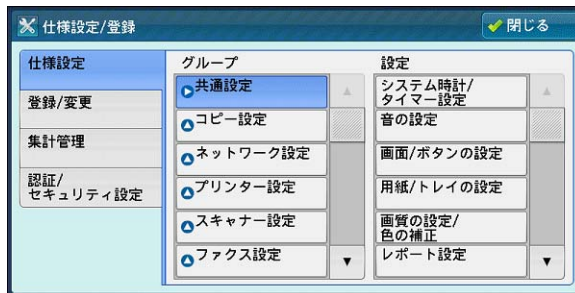 仕様設定/登録
閉じる
仕様設定
登録/変更
集計管理
認証/
セキュリティ設定
グループ
共通設定
コピー設定
ネットワーク設定
プリンター設定
スキャナー設定
ファクス設定
設定
システム時計/
タイマー設定
音の設定
画面/ボタンの設定
用紙/トレイの設定
画質の設定/
色の補正
レポート設定